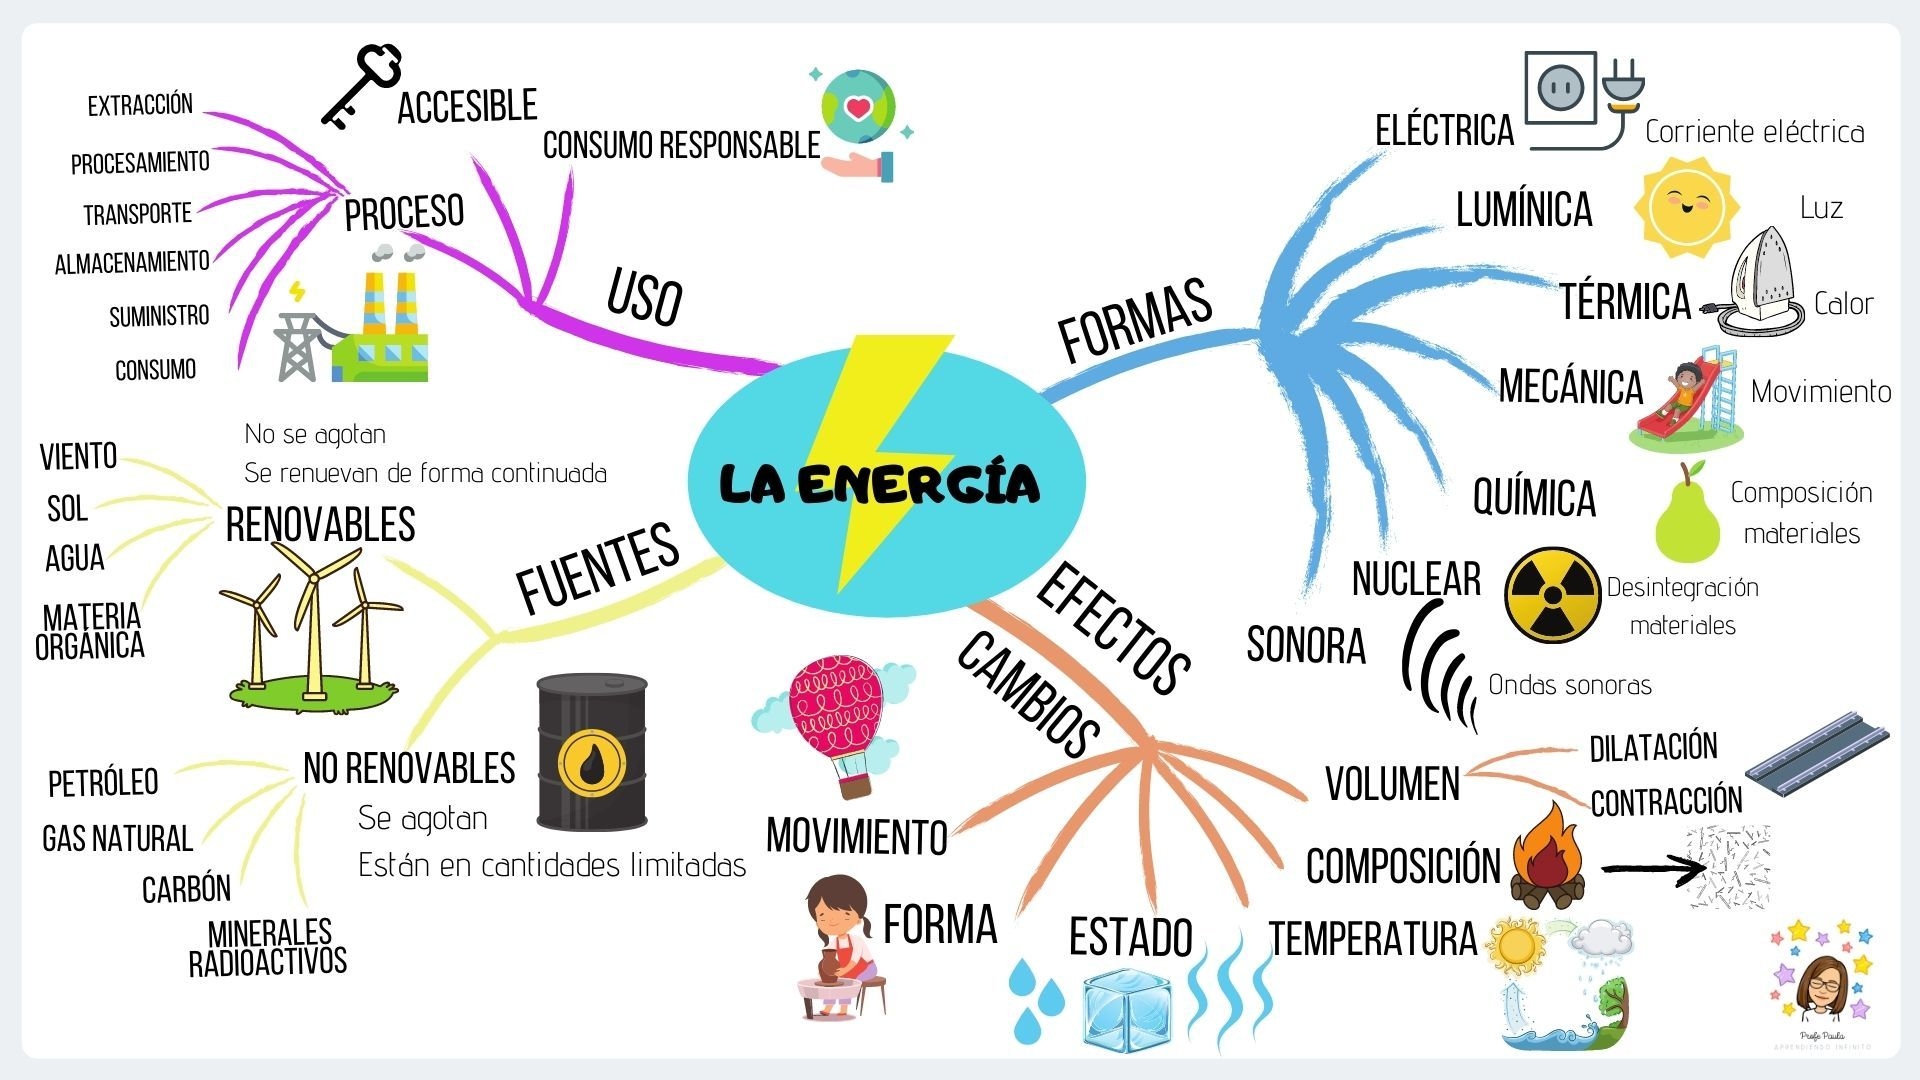 LA ENERGÍA
USO
ACCESIBLE
CONSUMO RESPONSABLE
PROCESO
EXTRACCIÓN
PROCESAMIENTO
TRANSPORTE
ALMACENAMIENTO
SUMINISTRO
CONSUMO
FUENTES
No se agotan
Se renuevan de forma continuada
RENOVABLES
VIENTO
SOL
AGUA
MATERIA
ORGÁNICA
NO RENOVABLES
Se agotan
Están en cantidades limitadas
PETRÓLEO
GAS NATURAL
CARBÓN
MINERALES
RADIOACTIVOS
FORMAS
ELÉCTRICA
Corriente eléctrica
LUMÍNICA
Luz
TÉRMICA
Calor
MECÁNICA
Movimiento
QUÍMICA
Composición
materiales
NUCLEAR
Desintegración
materiales
SONORA
Ondas sonoras
EFECTOS
CAMBIOS
MOVIMIENTO
FORMA
ESTADO
TEMPERATURA
COMPOSICIÓN
VOLUMEN
DILATACIÓN
CONTRACCIÓN
Profe Paula
APRENDIENDO INFINITO